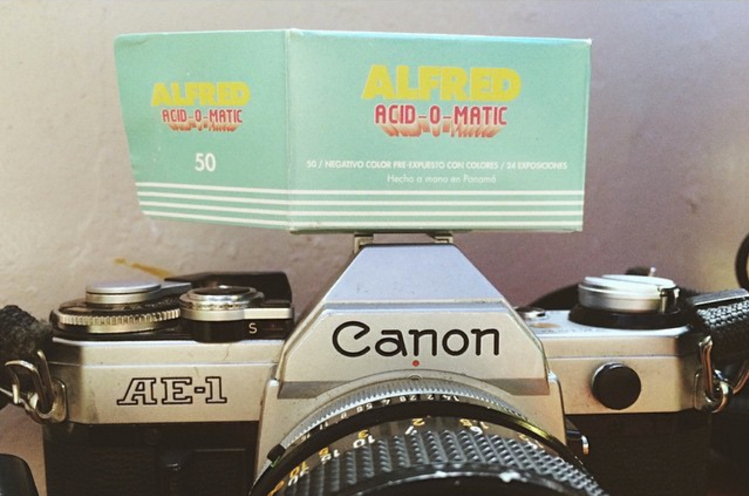 ALFRED
ACID-O-MATIC
50
ALFRED
ACID-O-MATIC
50 / NEGATIVO COLOR PRE-EXPUESTO CON COLORES / 24 EXPOSICIONES
Hecho a mano en Panamá
Canon
AE-1
S